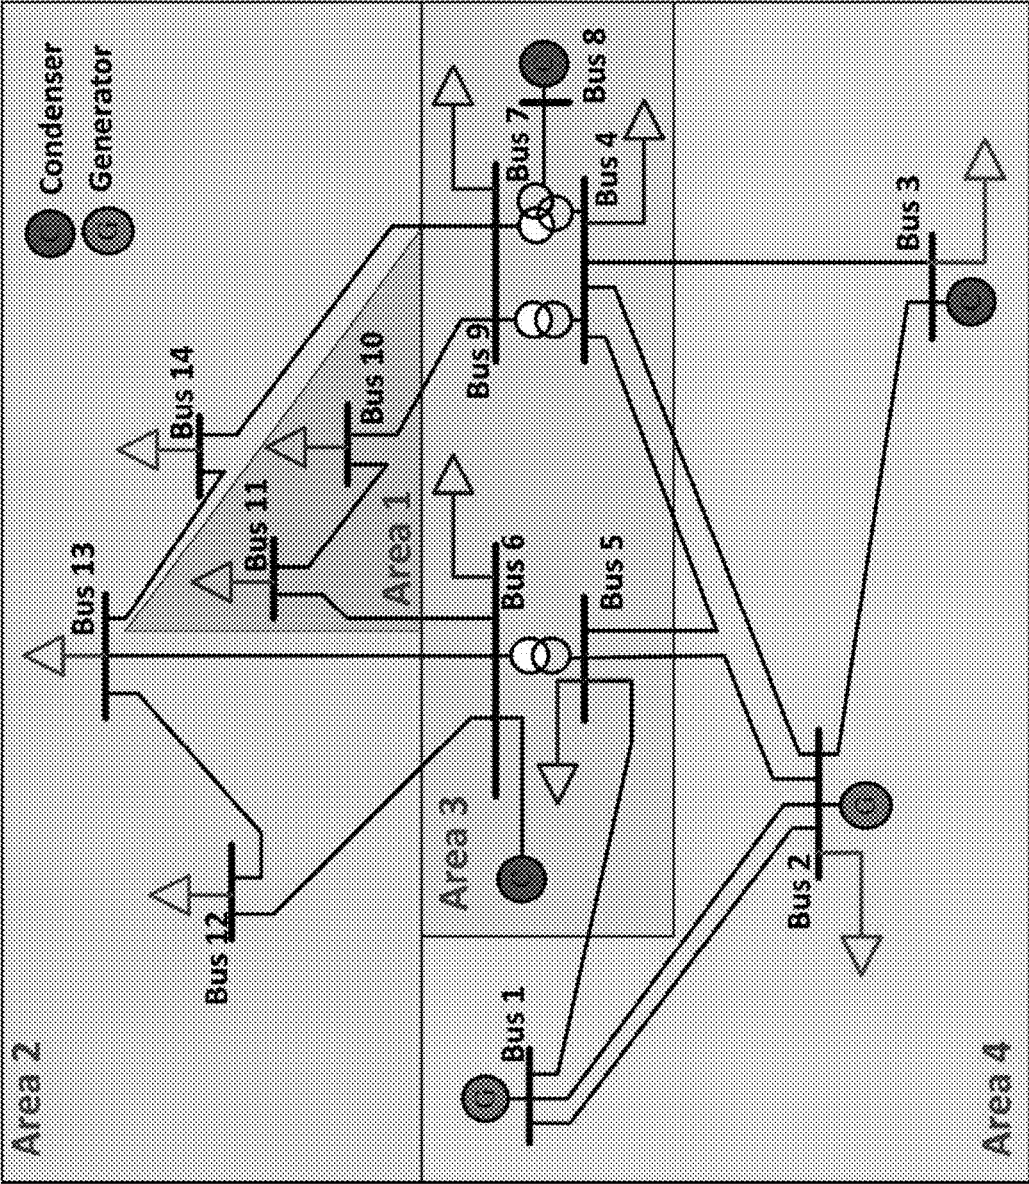 Area 2
Condenser
Generator
G
Bus 13
Bus 14
Bus 12
Bus 11
Bus 10
Area 1
Area 3
Bus 6
Bus 9
Bus 7
Bus 8
Bus 5
Bus 4
Bus 1
G
Bus 2
G
Bus 3
Area 4